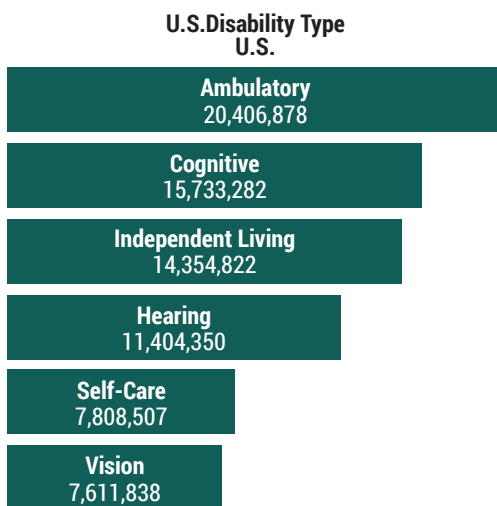 U.S.Disability Type
U.S.
Ambulatory
20,406,878
Cognitive
15,733,282
Independent Living
14,354,822
Hearing
11,404,350
Self-Care
7,808,507
Vision
7,611,838